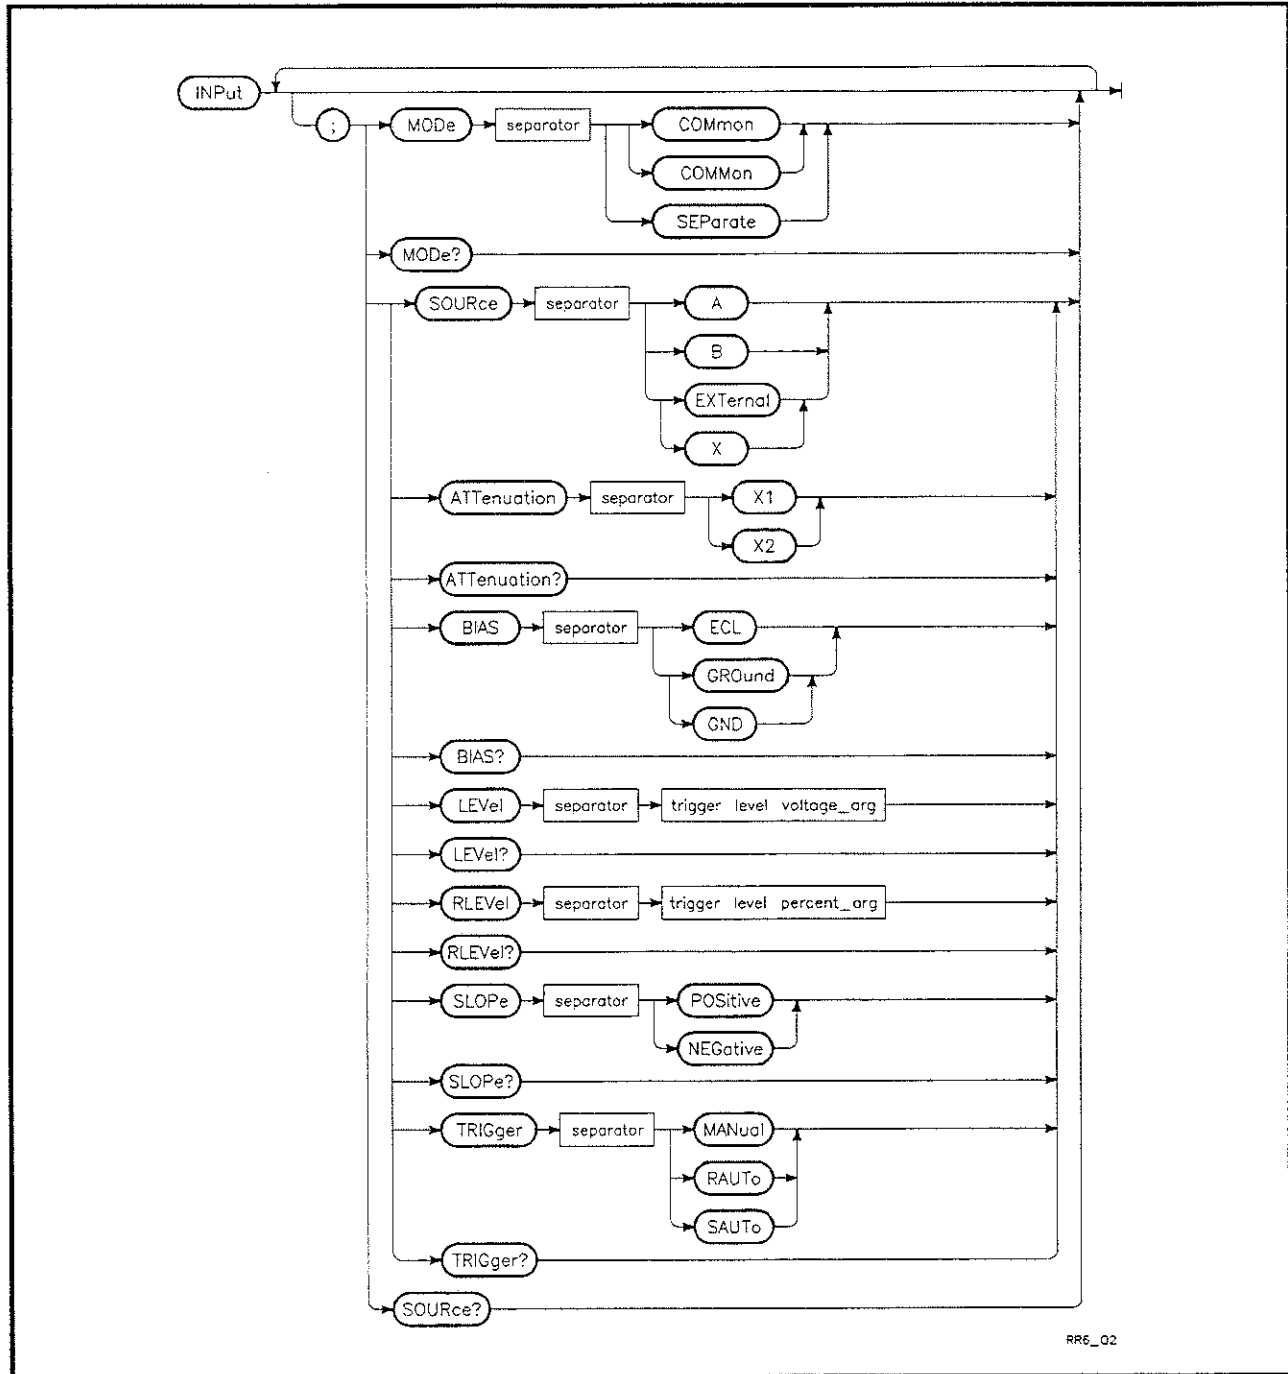 INPut
; MODe separator COMmon
COMMon
SEParate
MODe?
SOURce separator A
B
EXTernal
X
ATTenuation separator X1
X2
ATTenuation?
BIAS separator ECL
GROund
GND
BIAS?
LEVel separator trigger level voltage_arg
LEVel?
RLEVel separator trigger level percent_arg
RLEVel?
SLOPe separator POSitive
NEGative
SLOPe?
TRIGger separator MANual
RAUTo
SAUTo
TRIGger?
SOURce?
RR6_02